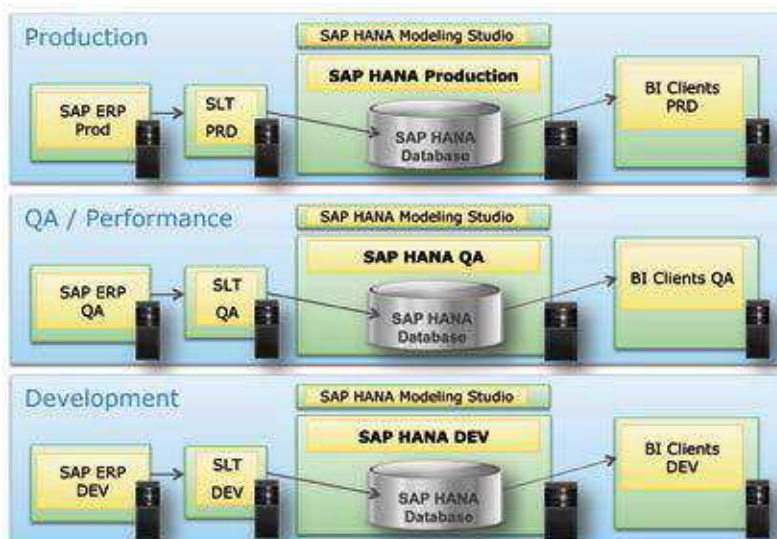 Production
SAP HANA Modeling Studio
SAP ERP
Prod
SLT
PRD
SAP HANA Production
SAP HANA
Database
BI Clients
PRD
QA / Performance
SAP HANA Modeling Studio
SAP ERP
QA
SLT
QA
SAP HANA QA
SAP HANA
Database
BI Clients QA
Development
SAP HANA Modeling Studio
SAP ERP
DEV
SLT
DEV
SAP HANA DEV
SAP HANA
Database
BI Clients
DEV